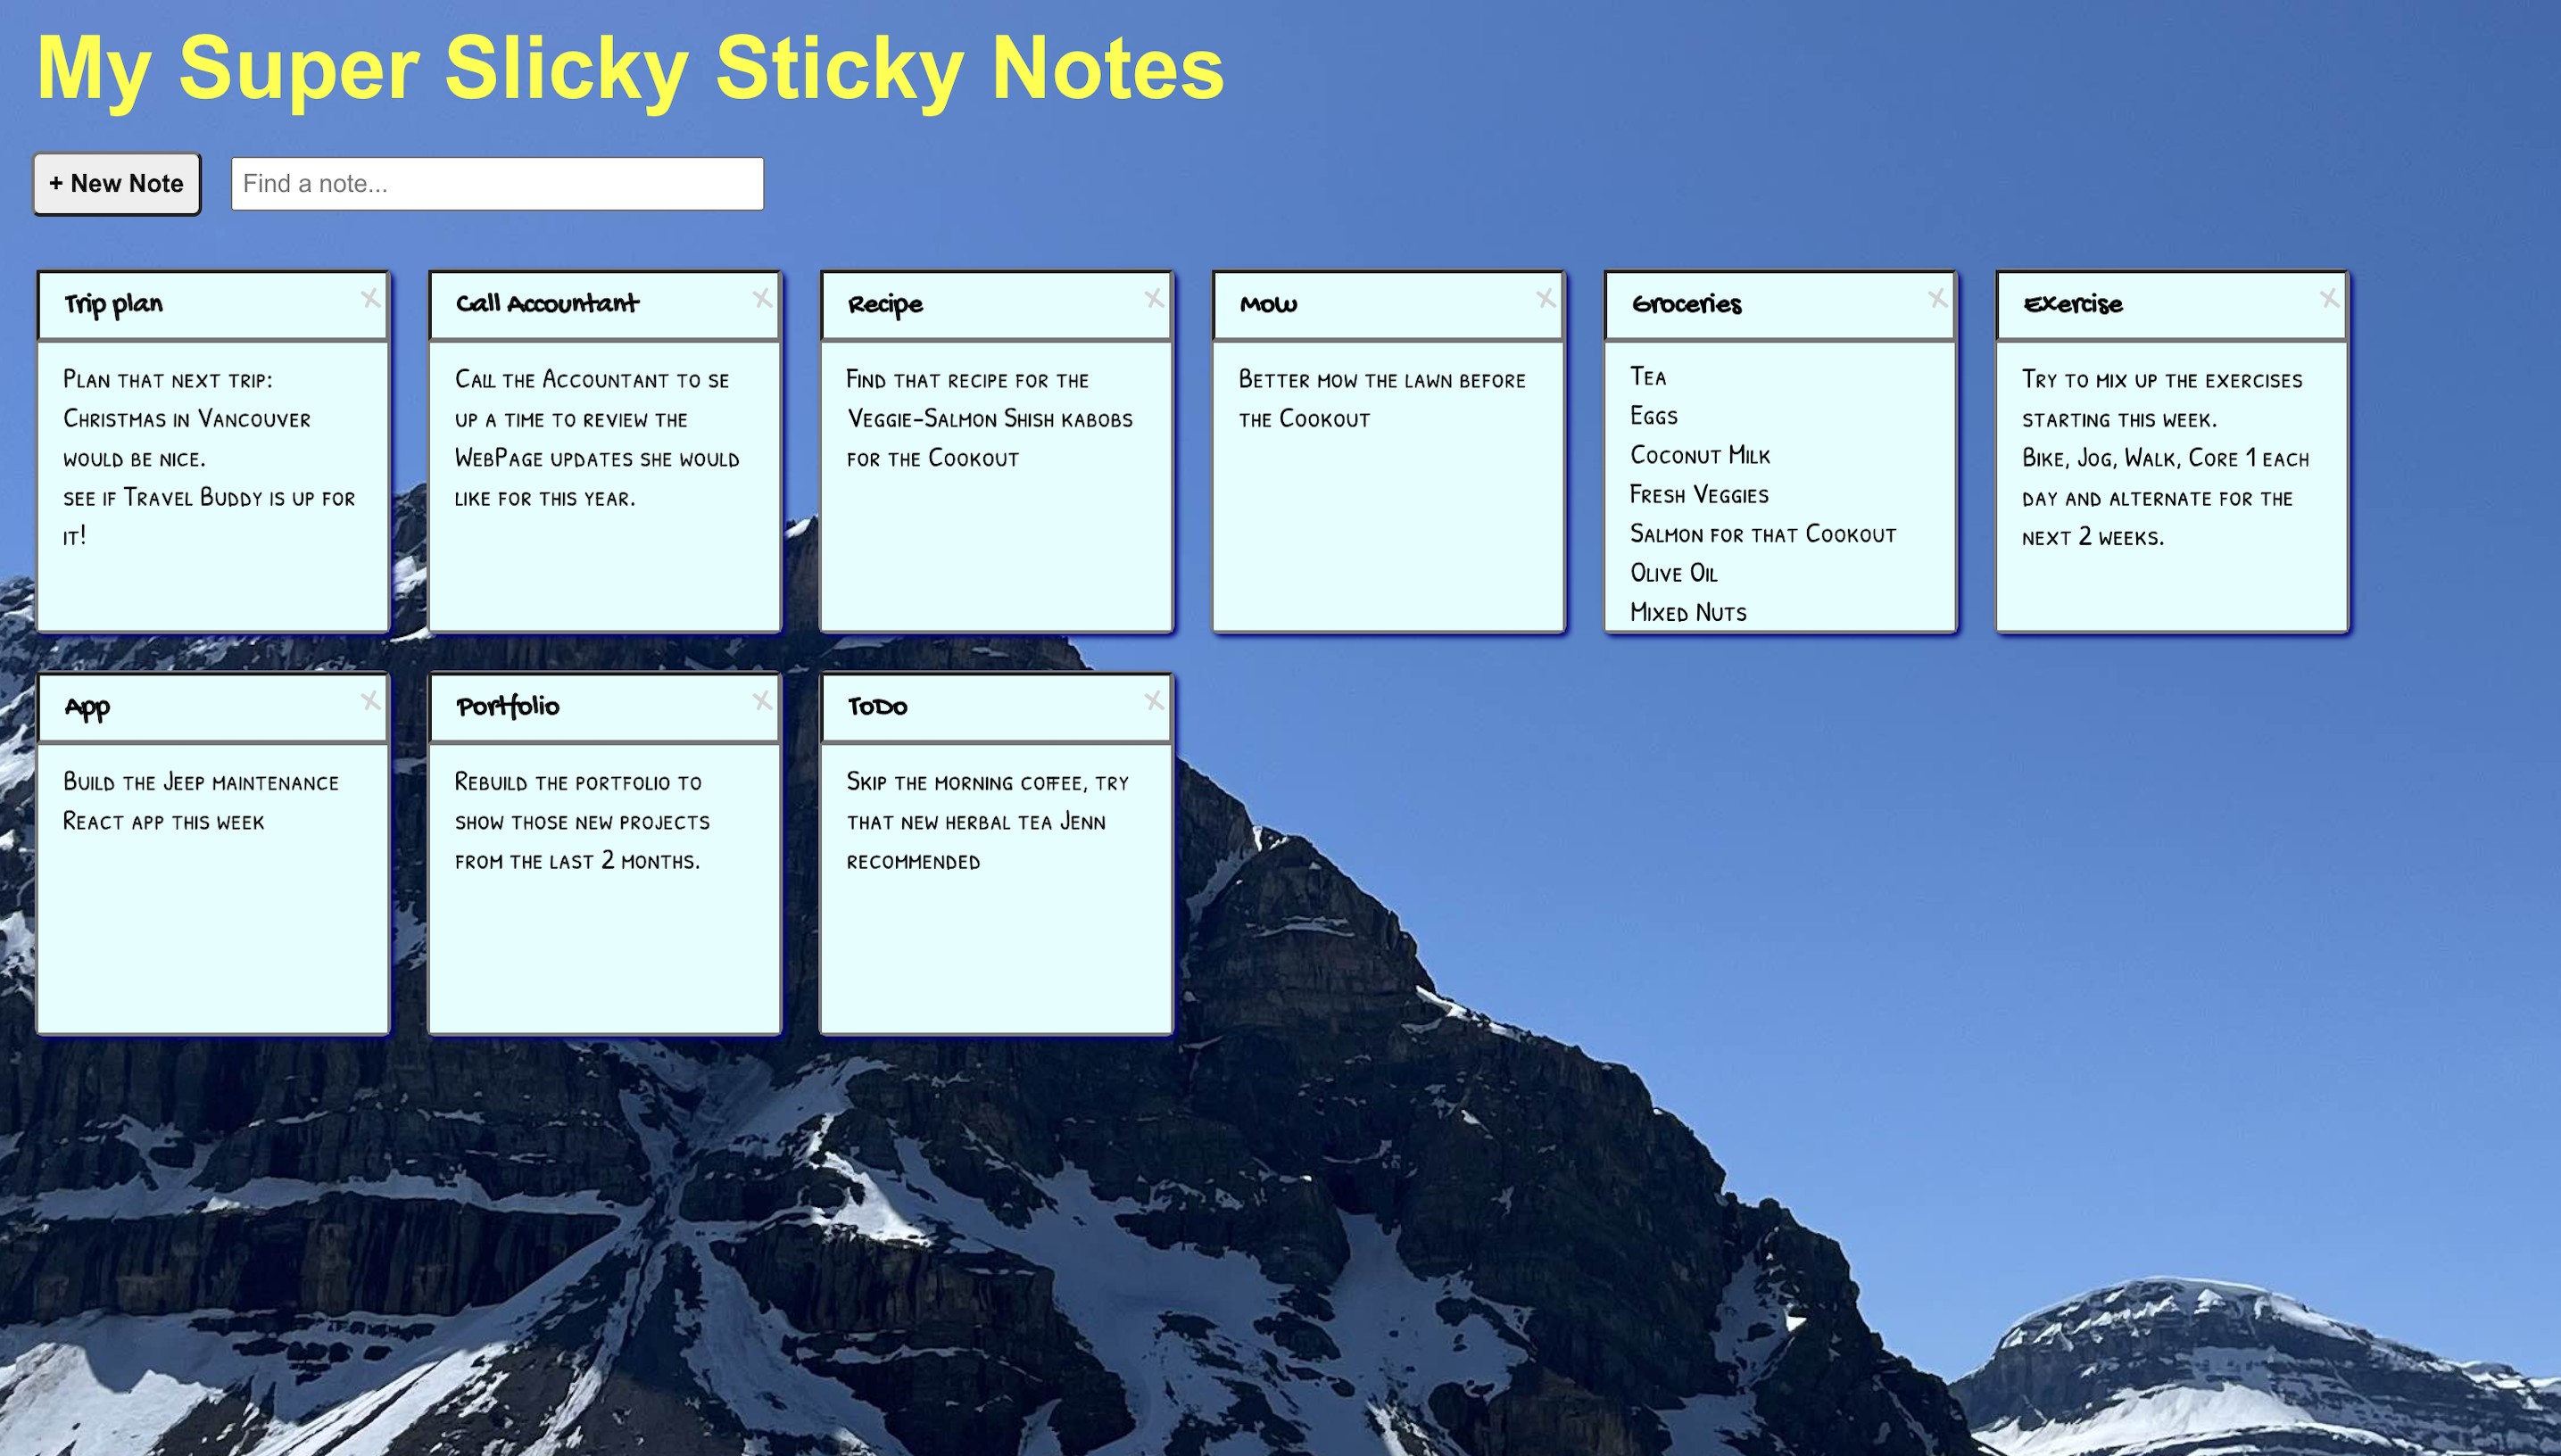 My Super Slicky Sticky Notes
+ New Note
Find a note...
Trip plan
Plan that next trip:
Christmas in Vancouver
would be nice.
see if Travel Buddy is up for
it!
Call Accountant
Call the Accountant to se
up a time to review the
WebPage updates she would
like for this year.
Recipe
Find that recipe for the
Veggie-Salmon Shish kabobs
for the Cookout
Mow
Better mow the lawn before
the Cookout
Groceries
Tea
Eggs
Coconut Milk
Fresh Veggies
Salmon for that Cookout
Olive Oil
Mixed Nuts
Exercise
Try to mix up the exercises
starting this week.
Bike, Jog, Walk, Core 1 each
day and alternate for the
next 2 weeks.
App
Build the Jeep maintenance
React app this week
Portfolio
Rebuild the portfolio to
show those new projects
from the last 2 months.
ToDo
Skip the morning coffee, try
that new herbal tea Jenn
recommended